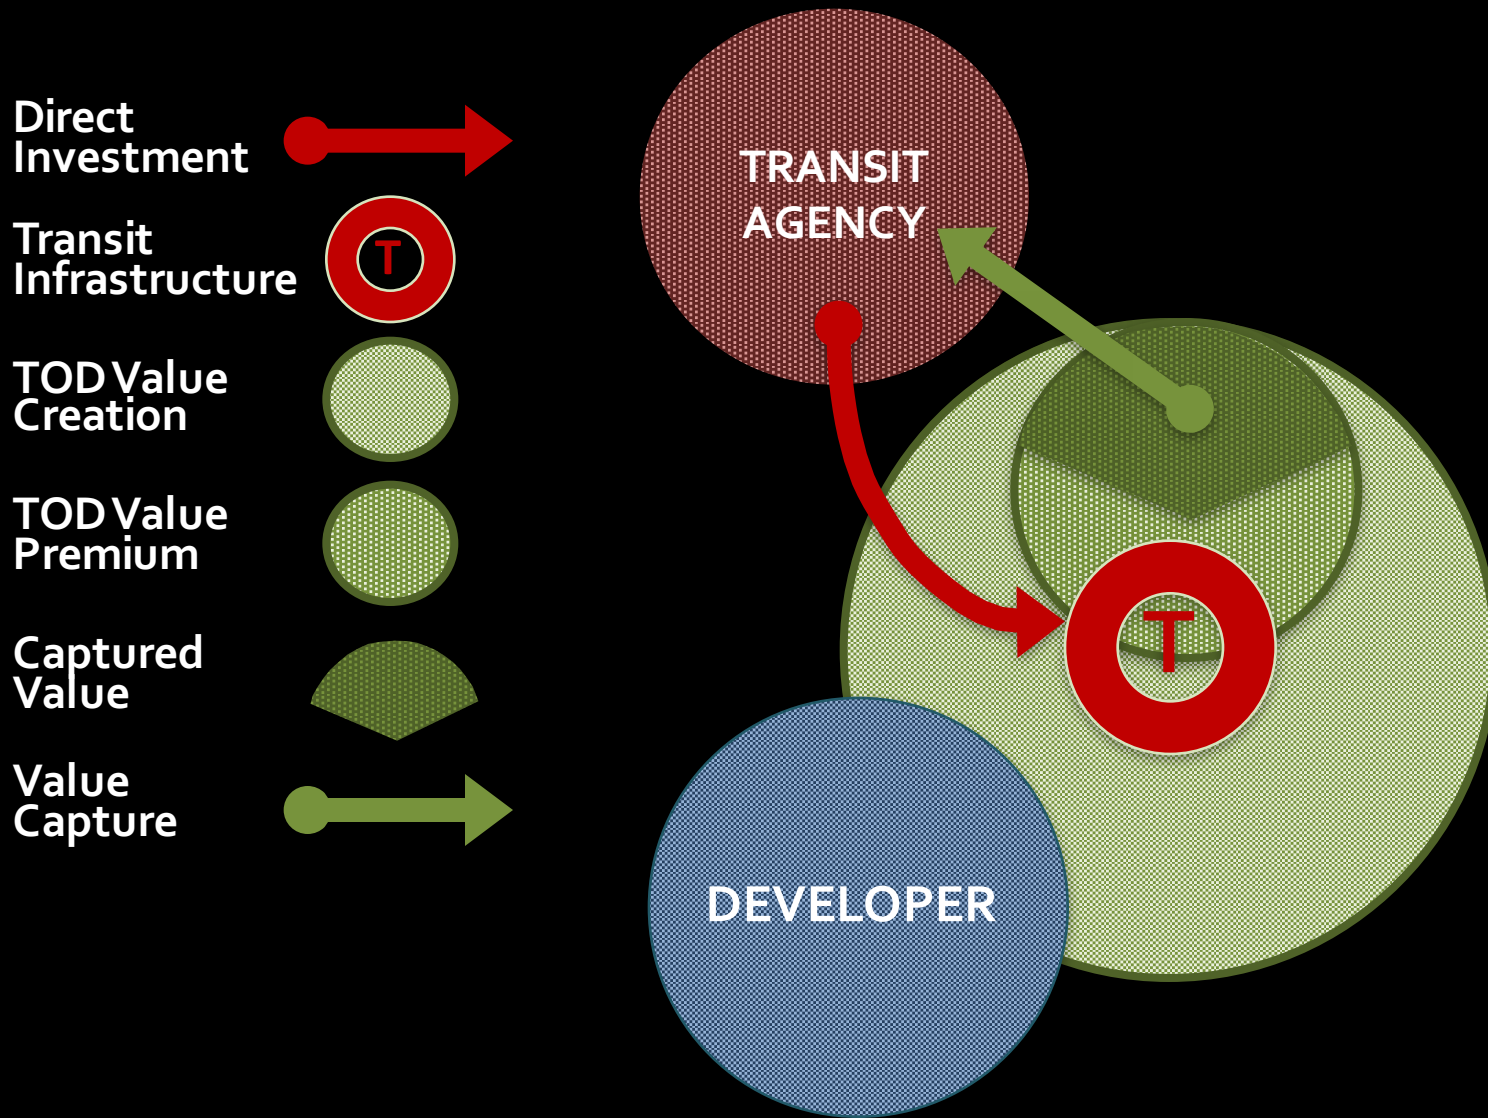 Direct
Investment
Transit
Infrastructure
T
TOD Value
Creation
TOD Value
Premium
Captured
Value
Value
Capture
TRANSIT
AGENCY
T
DEVELOPER